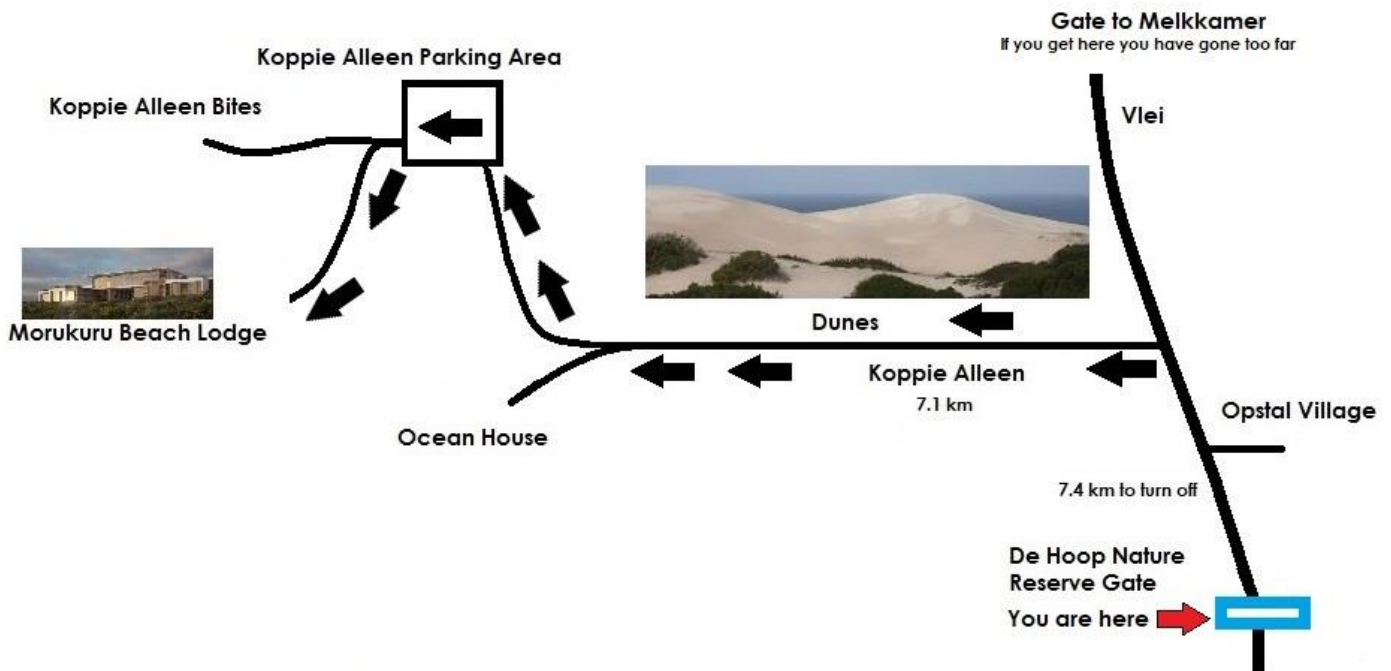 Gate to Melkkamer
If you get here you have gone too far
Koppie Alleen Parking Area
Koppie Alleen Bites
Vlei
Morukuru Beach Lodge
Dunes
Koppie Alleen
7.1 km
Opstal Village
Ocean House
7.4 km to turn off
De Hoop Nature
Reserve Gate
You are here